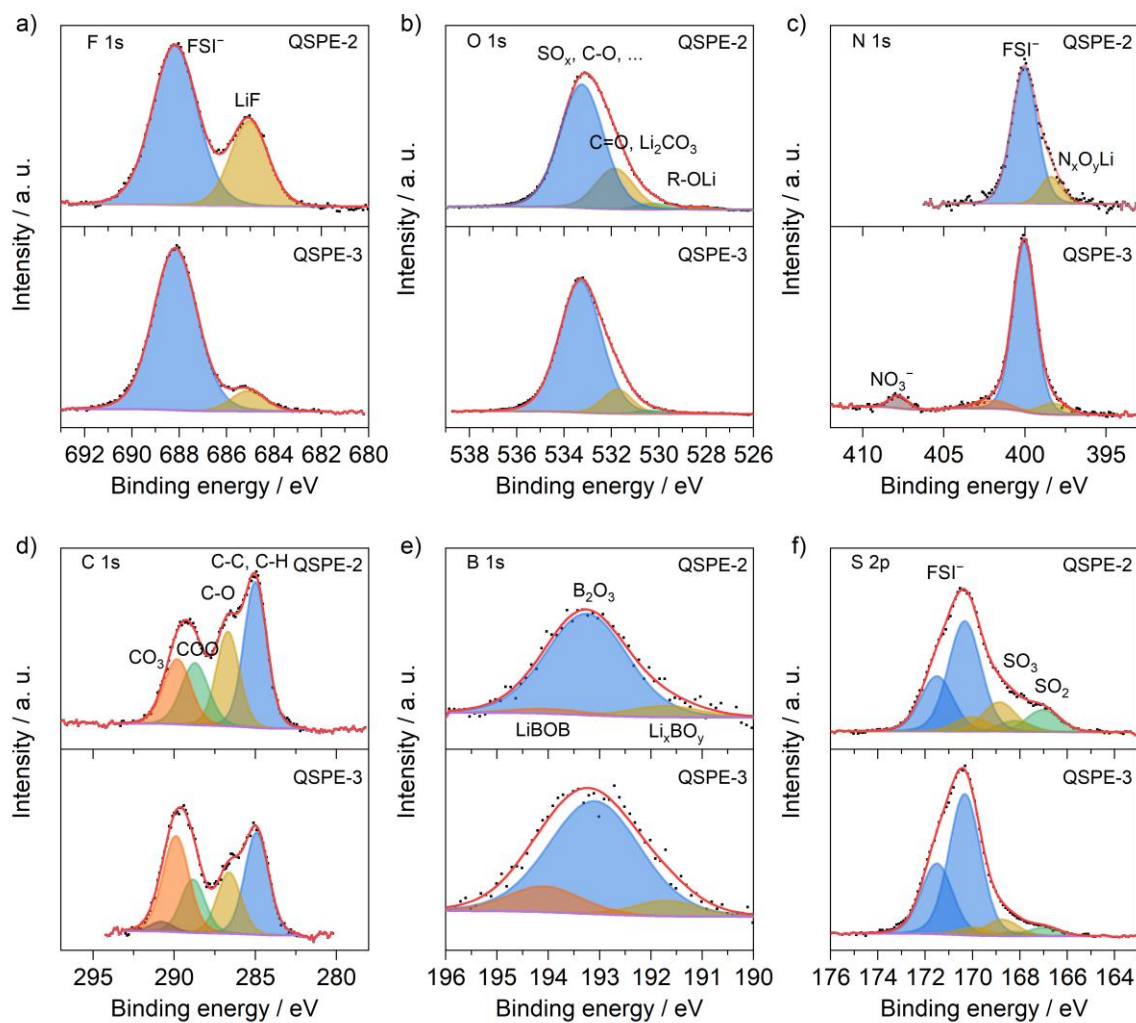 a)
F 1s
FSI⁻
QSPE-2
LiF
QSPE-3
Intensity / a. u.
692 690 688 686 684 682 680
Binding energy / eV
b)
O 1s
QSPE-2
SOₓ, C-O, ...
C=O, Li₂CO₃
R-OLi
QSPE-3
Intensity / a. u.
538 536 534 532 530 528 526
Binding energy / eV
c)
N 1s
FSI⁻
QSPE-2
NₓOᵧLi
QSPE-3
NO₃⁻
Intensity / a. u.
410 405 400 395
Binding energy / eV
d)
C 1s
C-C, C-H
QSPE-2
C-O
COO
CO₃
QSPE-3
Intensity / a. u.
295 290 285 280
Binding energy / eV
e)
B 1s
QSPE-2
B₂O₃
LiBOB
LiₓBOᵧ
QSPE-3
Intensity / a. u.
196 195 194 193 192 191 190
Binding energy / eV
f)
S 2p
QSPE-2
FSI⁻
SO₃
SO₂
QSPE-3
Intensity / a. u.
176 174 172 170 168 166 164
Binding energy / eV